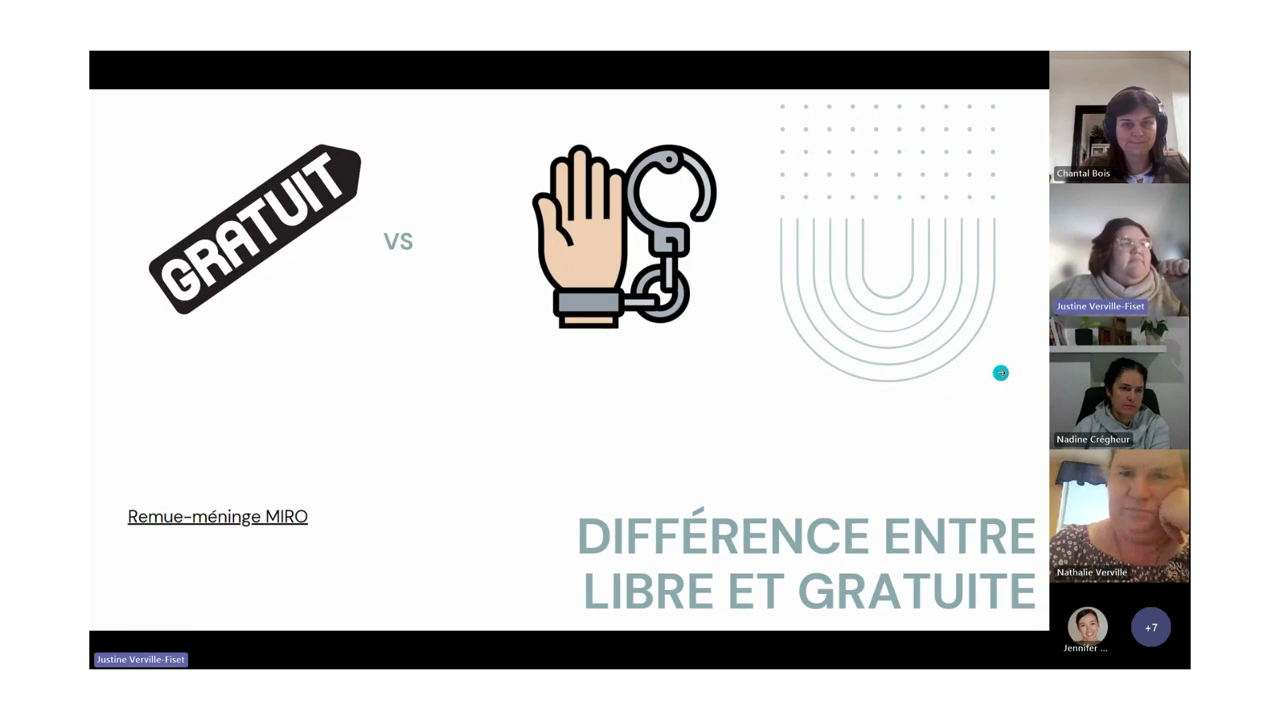 GRATUIT
VS
Remue-méninge MIRO
DIFFÉRENCE ENTRE
LIBRE ET GRATUITE
Justine Verville-Fiset
Chantal Bois
Justine Verville-Fiset
Nadine Crégheur
Nathalie Verville
Jennifer ...
+7